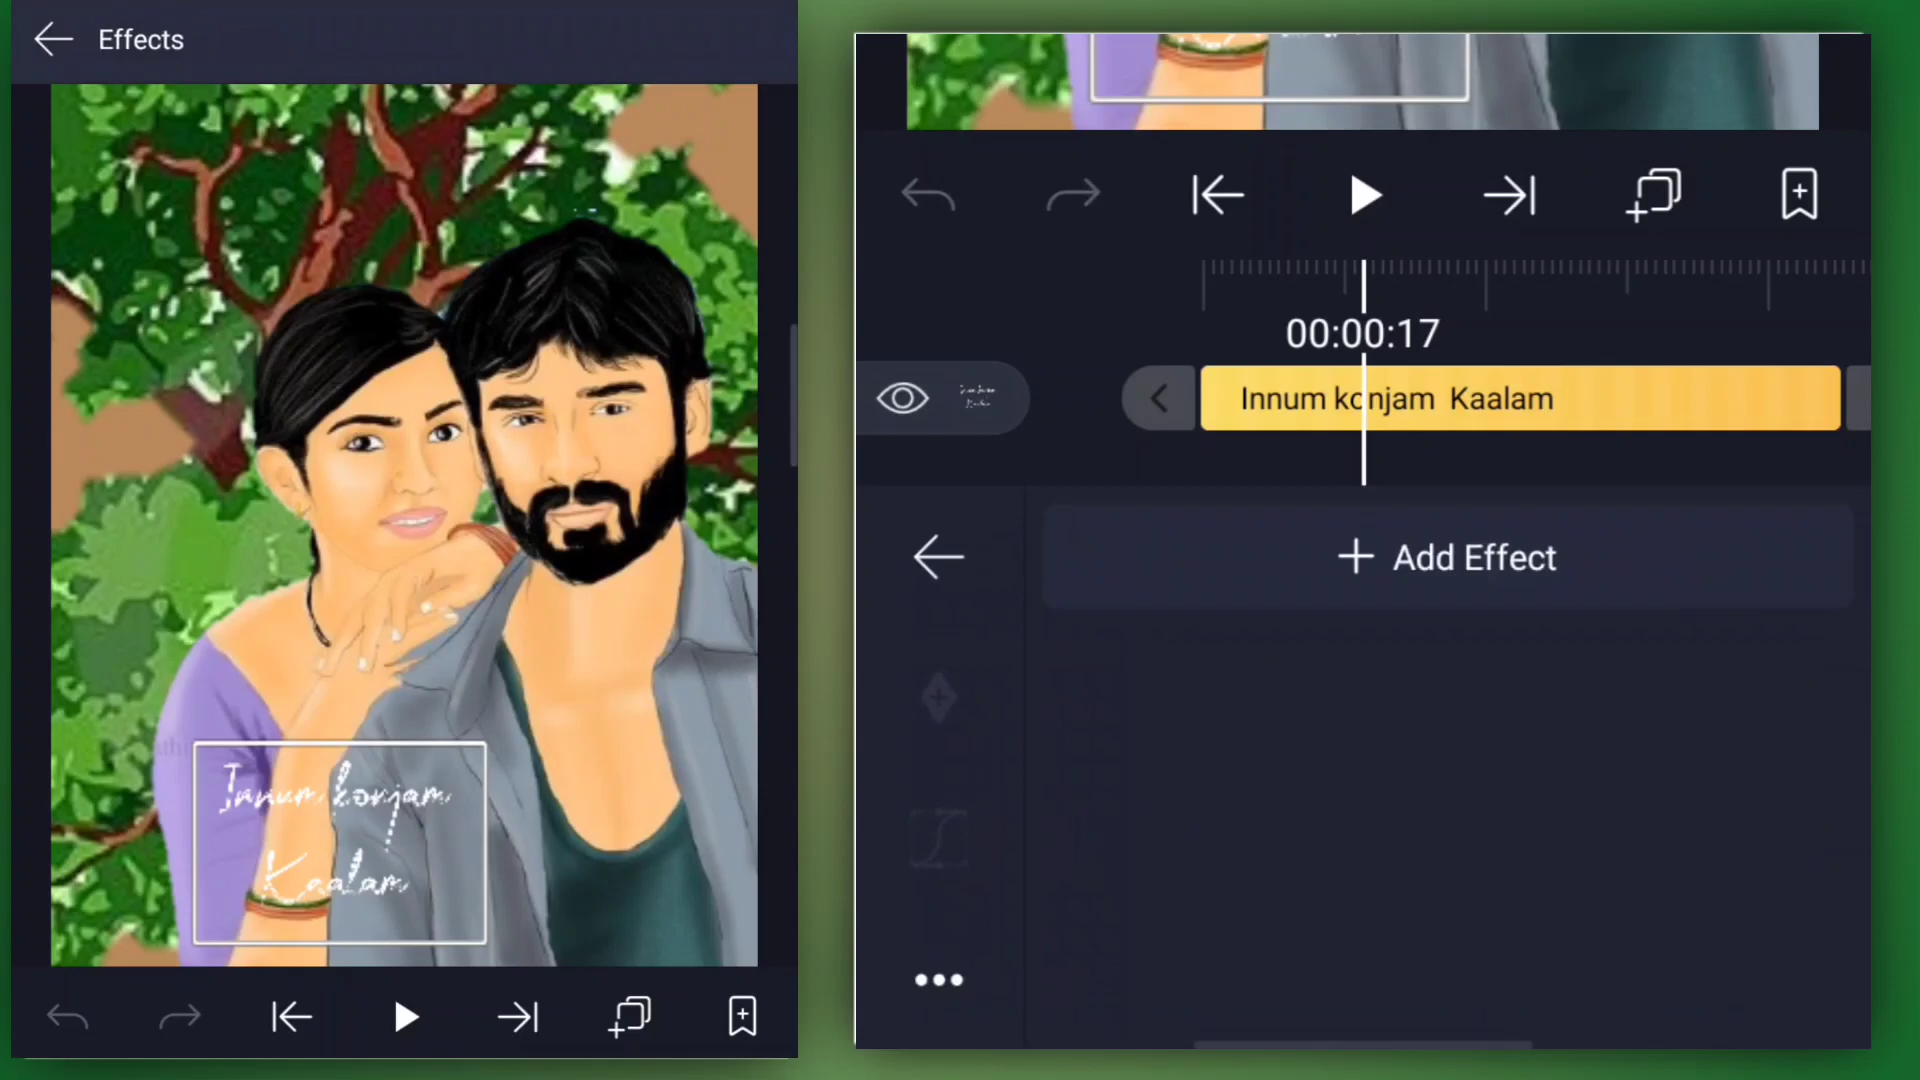 Effects
Innum konjam
Kaalam
00:00:17
Innum konjam Kaalam
Add Effect